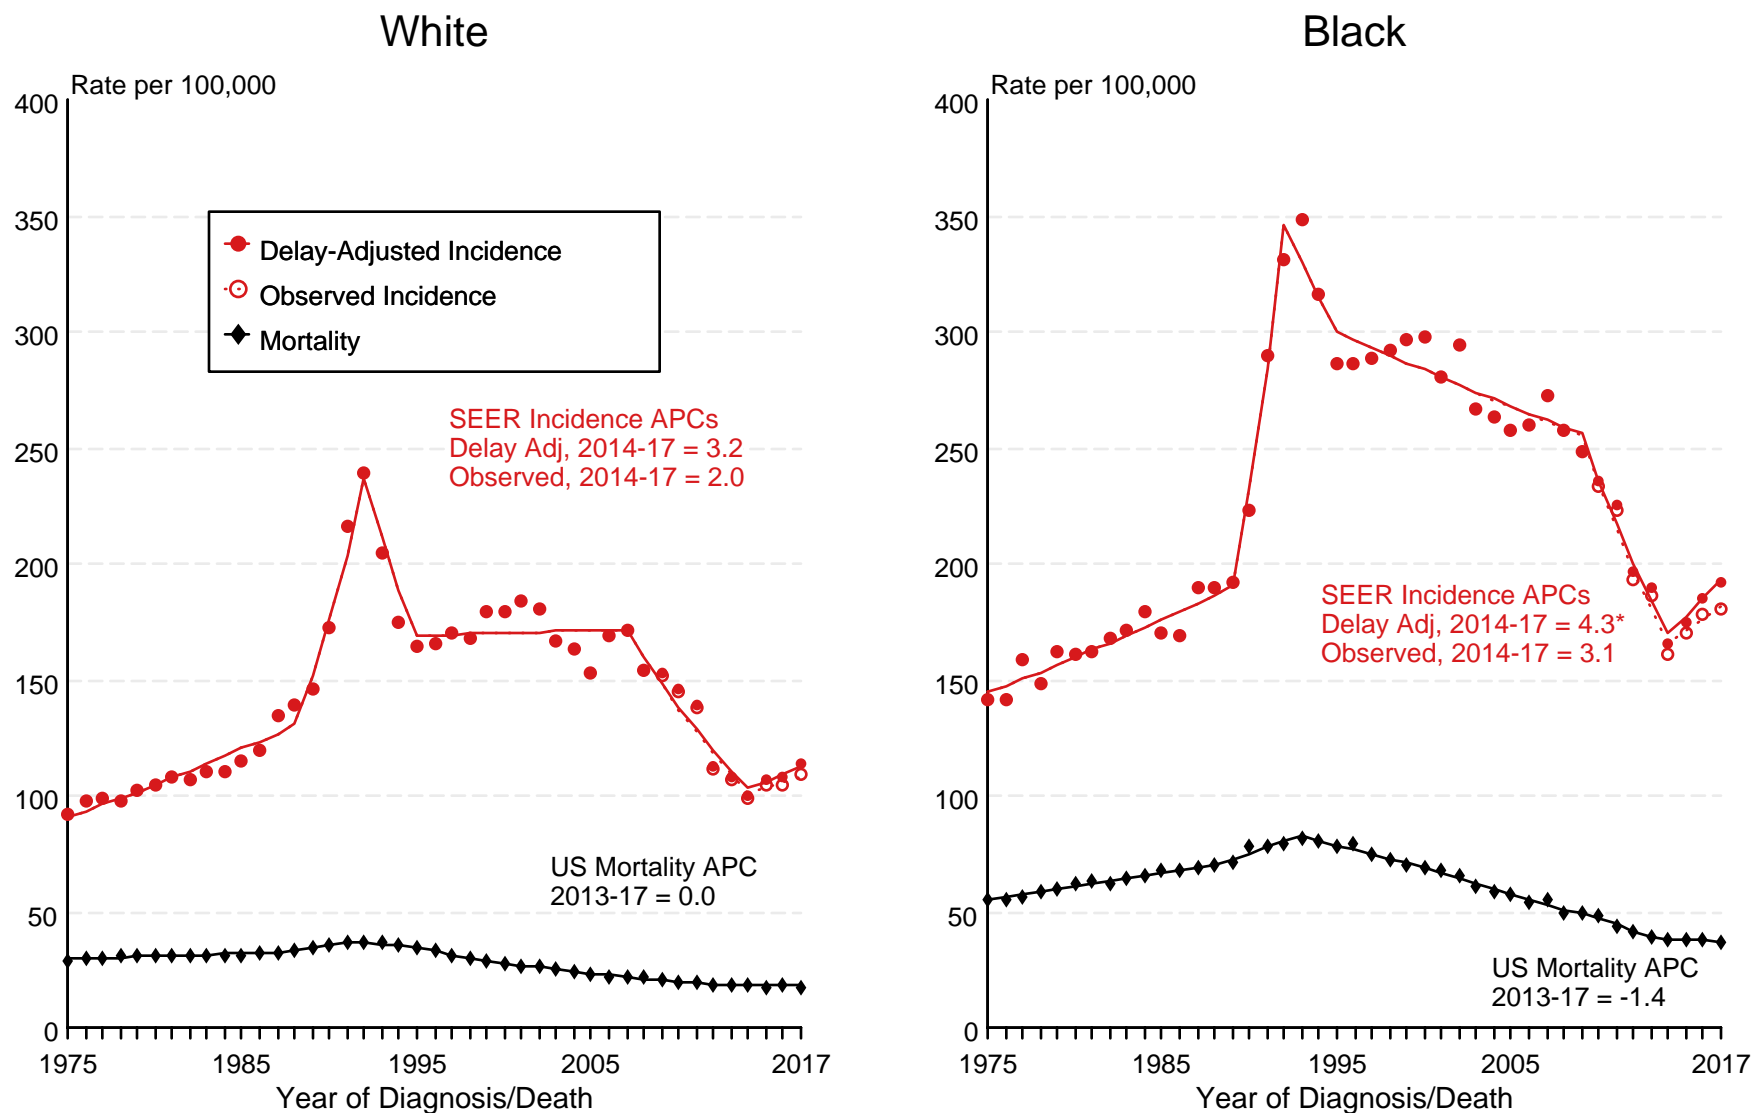 White
Rate per 100,000
400
350
300
250
200
150
100
50
0
Delay-Adjusted Incidence
Observed Incidence
Mortality
SEER Incidence APCs
Delay Adj, 2014-17 = 3.2
Observed, 2014-17 = 2.0
US Mortality APC
2013-17 = 0.0
1975 1985 1995 2005 2017
Year of Diagnosis/Death
Black
Rate per 100,000
400
350
300
250
200
150
100
50
0
SEER Incidence APCs
Delay Adj, 2014-17 = 4.3*
Observed, 2014-17 = 3.1
US Mortality APC
2013-17 = -1.4
1975 1985 1995 2005 2017
Year of Diagnosis/Death